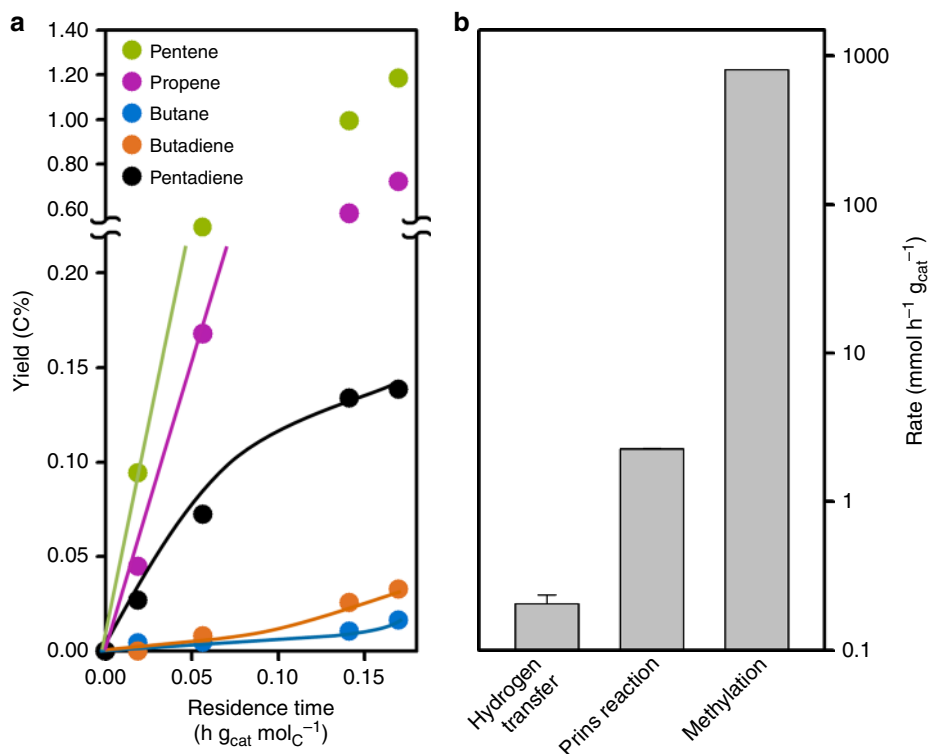 a
1.40
1.20
1.00
0.80
0.60
0.20
0.15
0.10
0.05
0.00
Yield (C%)
Pentene
Propene
Butane
Butadiene
Pentadiene
0.00 0.05 0.10 0.15
Residence time
(h g_cat mol_C⁻¹)
b
1000
100
10
1
0.1
Rate (mmol h⁻¹ g_cat⁻¹)
Hydrogen
transfer
Prins reaction
Methylation